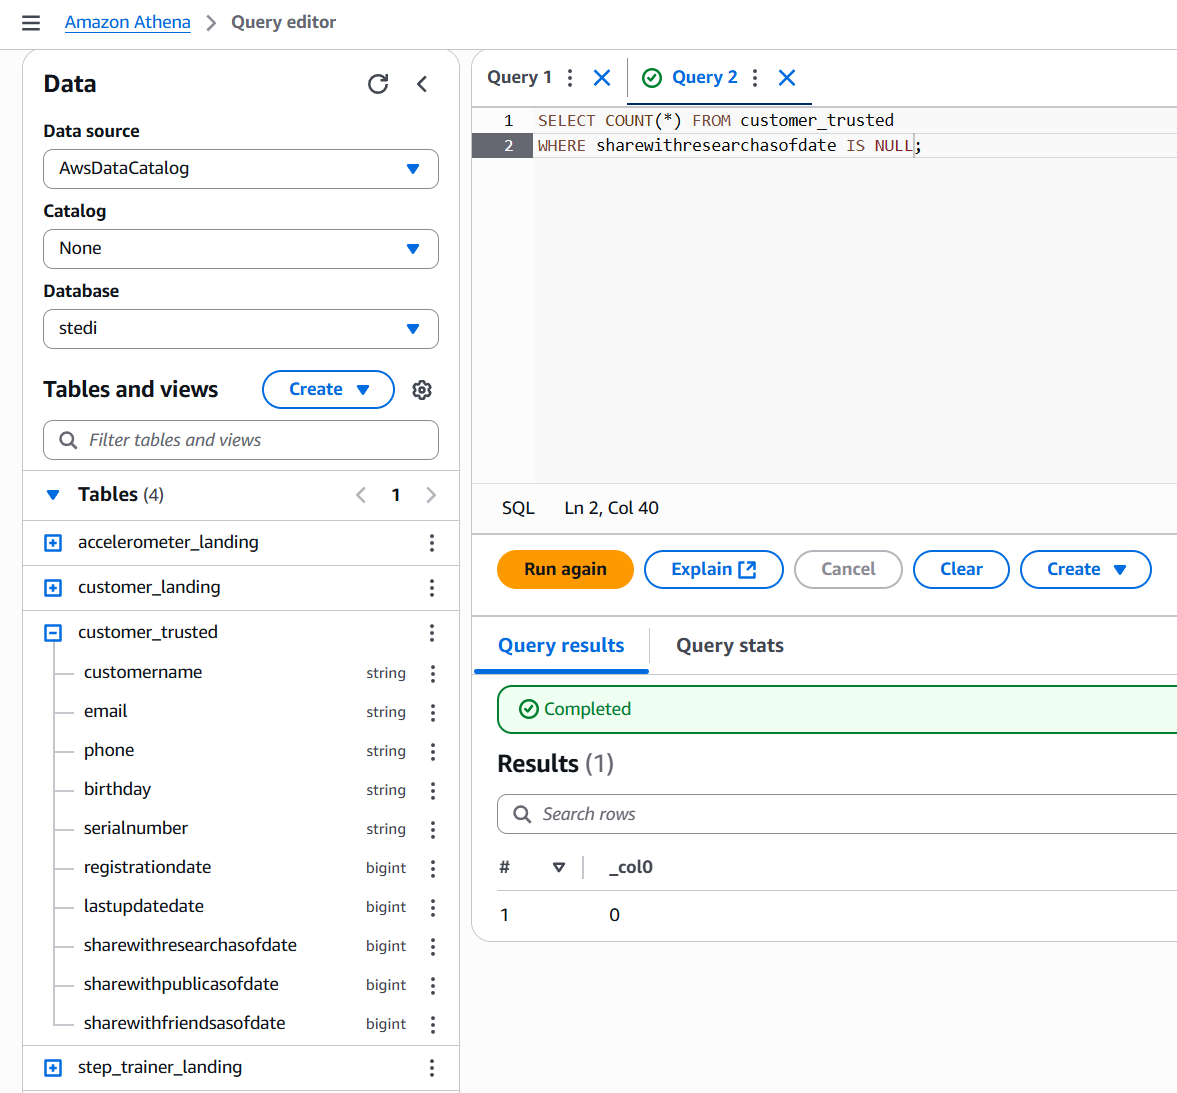 Amazon Athena > Query editor
Data
Data source
AwsDataCatalog
Catalog
None
Database
stedi
Tables and views
Create
Filter tables and views
Tables (4)
1
accelerometer_landing
customer_landing
customer_trusted
customername string
email string
phone string
birthday string
serialnumber string
registrationdate bigint
lastupdatedate bigint
sharewithresearchasofdate bigint
sharewithpublicasofdate bigint
sharewithfriendsasofdate bigint
step_trainer_landing
Query 1
Query 2
1 SELECT COUNT(*) FROM customer_trusted
2 WHERE sharewithresearchasofdate IS NULL;
SQL Ln 2, Col 40
Run again
Explain
Cancel
Clear
Create
Query results
Query stats
Completed
Results (1)
Search rows
# _col0
1 0